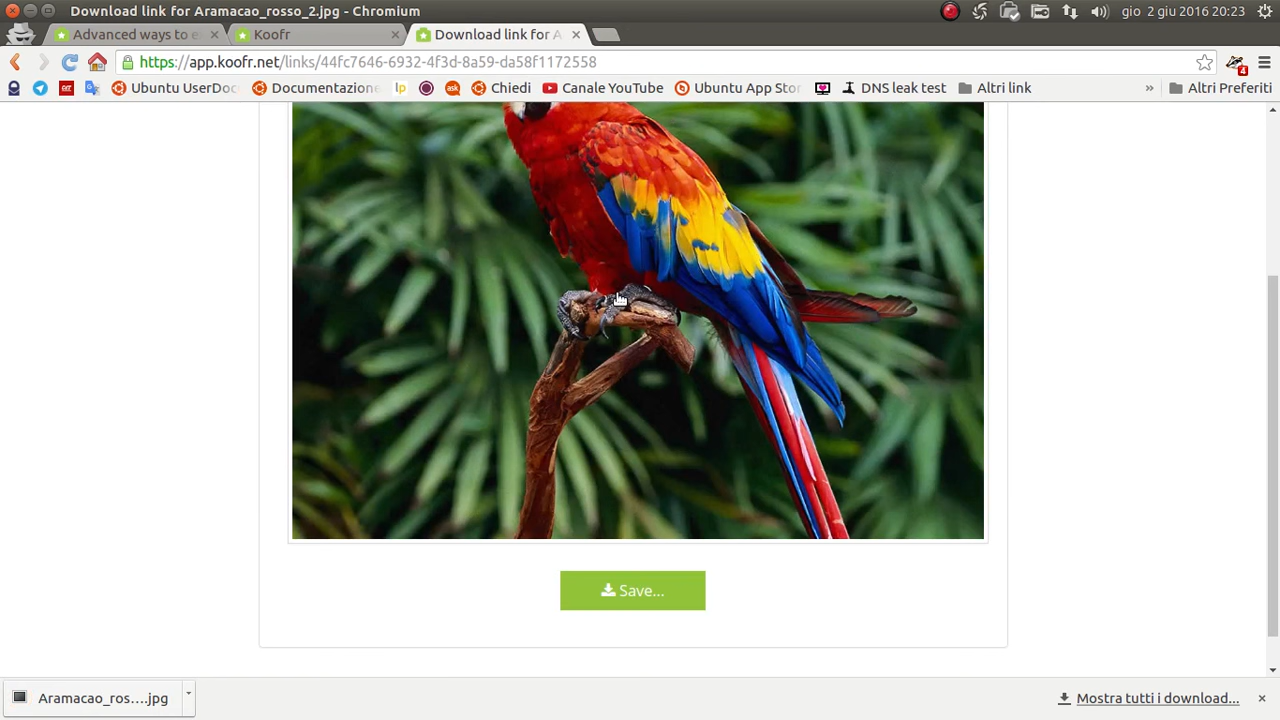 Download link for Aramacao_rosso_2.jpg - Chromium
gio 2 giu 2016 20:23
Advanced ways to e
Koofr
Download link for A
https://app.koofr.net/links/44fc7646-6932-4f3d-8a59-da58f1172558
4
Ubuntu UserDoc
Documentazione
lp
ask
Chiedi
Canale YouTube
Ubuntu App Stor
DNS leak test
Altri link
»
Altri Preferiti
Save...
Aramacao_ros....jpg
Mostra tutti i download...